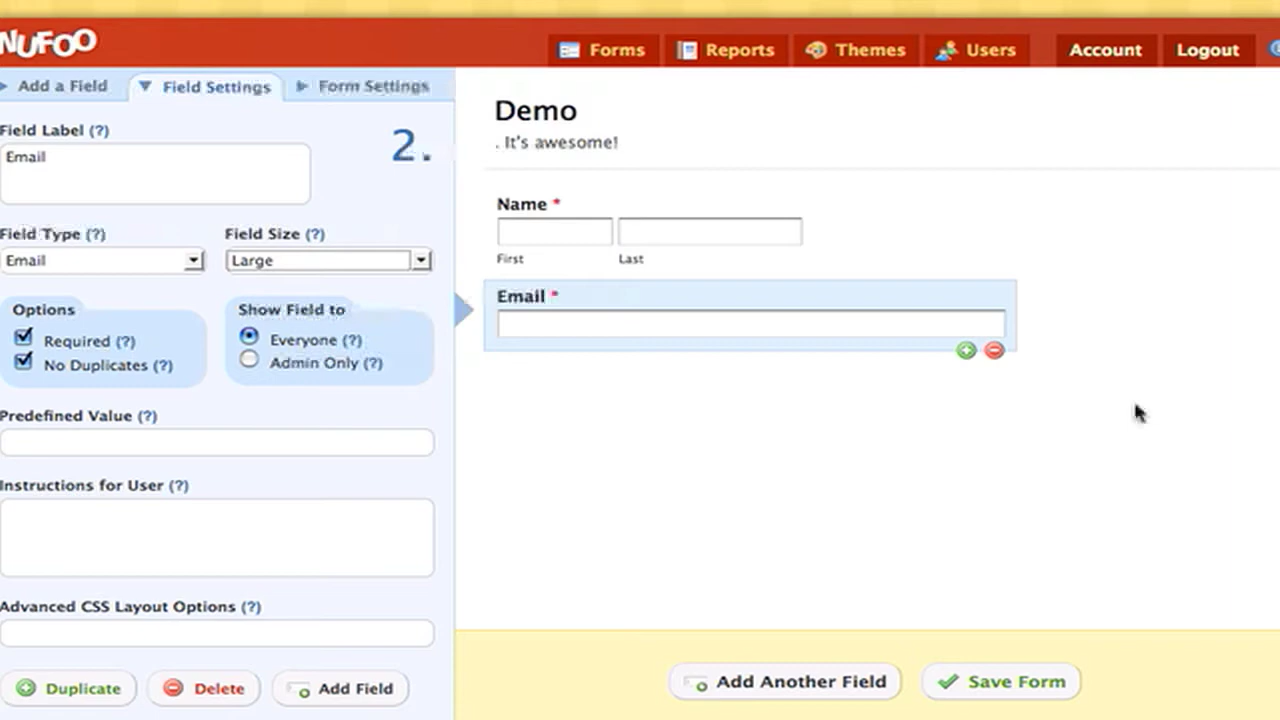 NUFOO
Forms
Reports
Themes
Users
Account
Logout
Add a Field
Field Settings
Form Settings
Field Label (?)
2.
Email
Field Type (?)
Field Size (?)
Email
Large
Options
Required (?)
No Duplicates (?)
Show Field to
Everyone (?)
Admin Only (?)
Predefined Value (?)
Instructions for User (?)
Advanced CSS Layout Options (?)
Duplicate
Delete
Add Field
Demo
. It's awesome!
Name *
First
Last
Email *
Add Another Field
Save Form